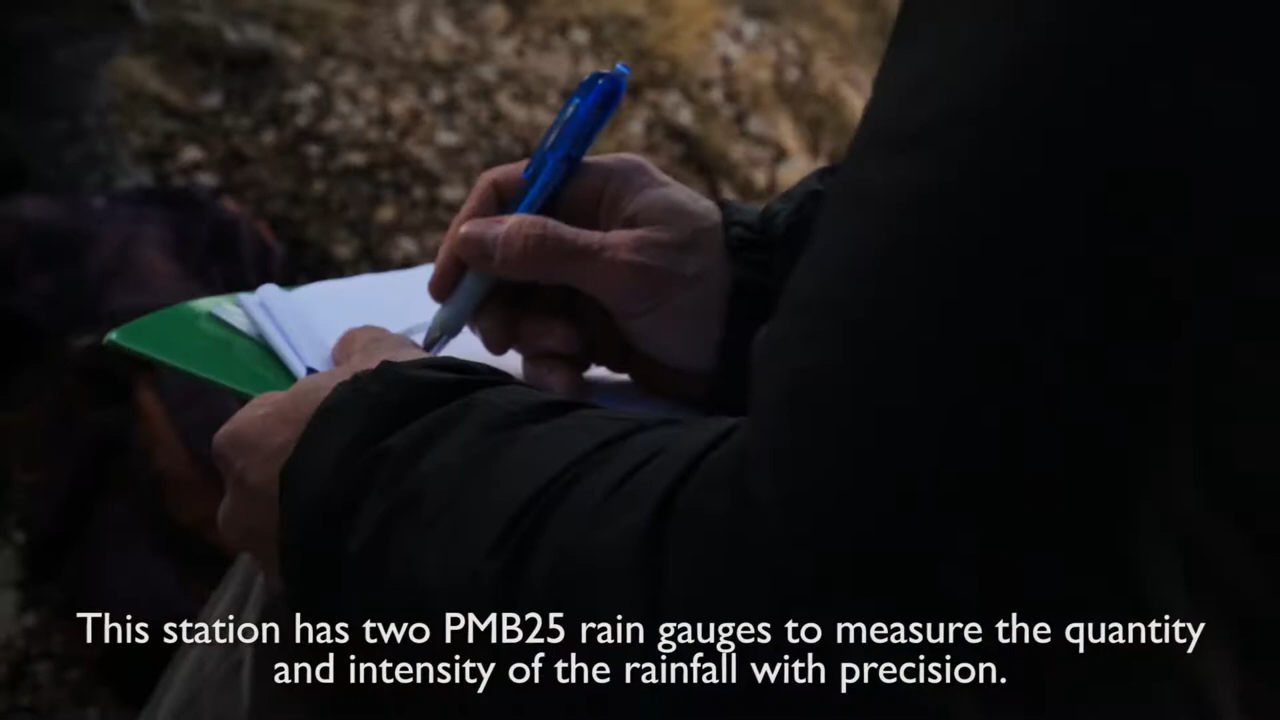 This station has two PMB25 rain gauges to measure the quantity
and intensity of the rainfall with precision.